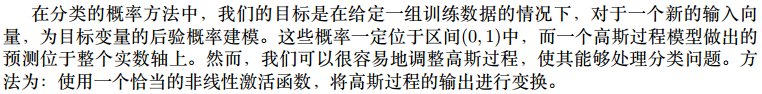 在分类的概率方法中，我们的目标是在给定一组训练数据的情况下，对于一个新的输入向
量，为目标变量的后验概率建模。这些概率一定位于区间(0, 1)中，而一个高斯过程模型做出的
预测位于整个实数轴上。然而，我们可以很容易地调整高斯过程，使其能够处理分类问题。方
法为：使用一个恰当的非线性激活函数，将高斯过程的输出进行变换。